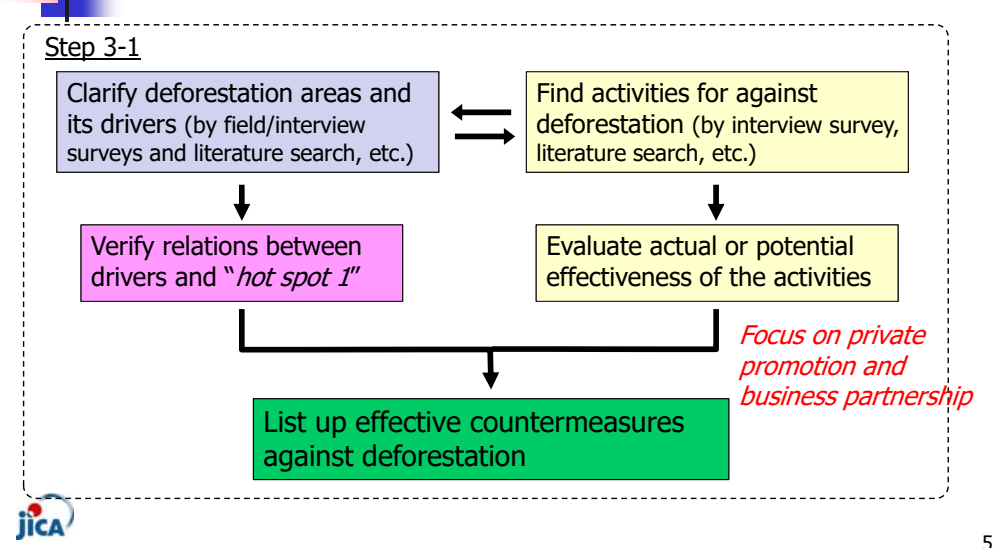 Step 3-1
Clarify deforestation areas and
its drivers (by field/interview
surveys and literature search, etc.)
Find activities for against
deforestation (by interview survey,
literature search, etc.)
Verify relations between
drivers and “hot spot 1”
Evaluate actual or potential
effectiveness of the activities
Focus on private
promotion and
business partnership
List up effective countermeasures
against deforestation
jICA
5